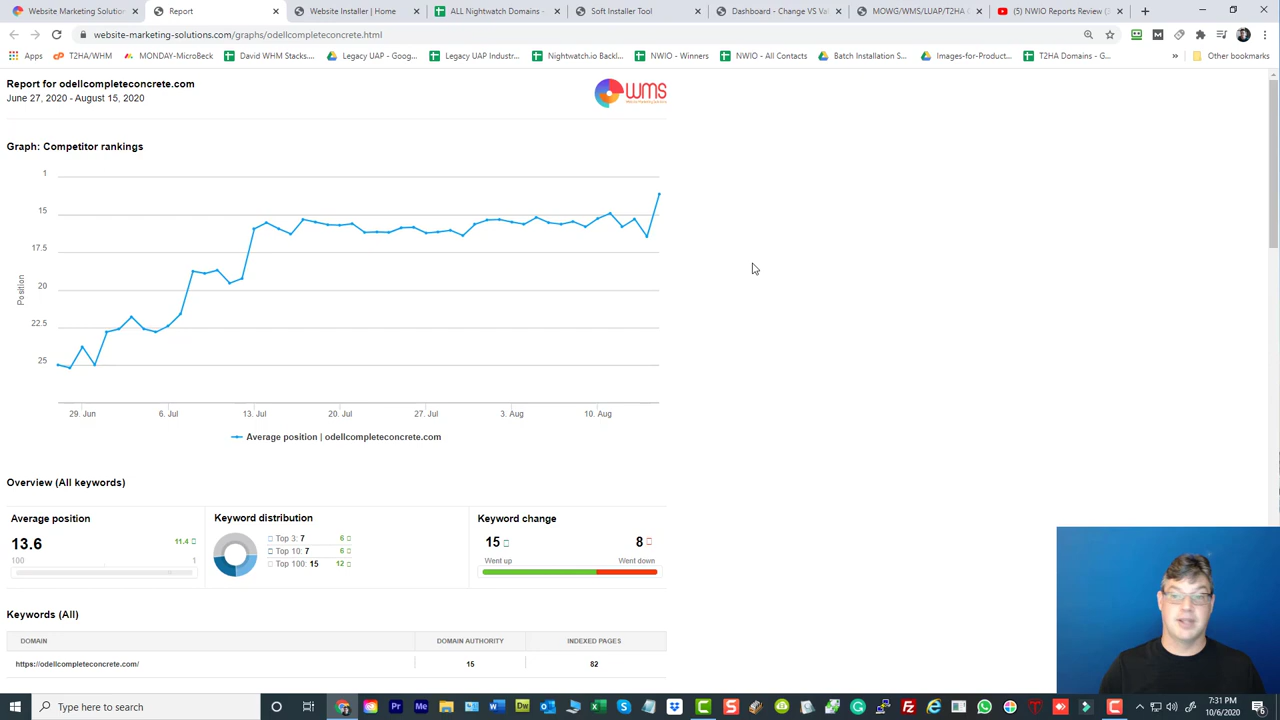 Website Marketing Solution
Report
Website Installer | Home
ALL Nightwatch Domains -
Soft Installer Tool
Dashboard - Change VS Val
MOWG/WMS/UAP/T2HA
(5) NWIO Reports Review (
website-marketing-solutions.com/graphs/odellcompleteconcrete.html
Apps
T2HA/WHM
MONDAY-MicroBeck
David WHM Stacks....
Legacy UAP - Goog...
Legacy UAP Industr...
Nightwatch.io Backl...
NWIO - Winners
NWIO - All Contacts
Batch Installation S...
Images-for-Product...
T2HA Domains - G...
Other bookmarks
Report for odellcompleteconcrete.com
June 27, 2020 - August 15, 2020
wms
Graph: Competitor rankings
1
15
17.5
20
22.5
25
Position
29. Jun
6. Jul
13. Jul
20. Jul
27. Jul
3. Aug
10. Aug
Average position | odellcompleteconcrete.com
Overview (All keywords)
Average position
13.6
11.4
100
1
Keyword distribution
Top 3: 7 6
Top 10: 7 6
Top 100: 15 12
Keyword change
15
8
Went up
Went down
Keywords (All)
DOMAIN
DOMAIN AUTHORITY
INDEXED PAGES
https://odellcompleteconcrete.com/
15
82
Type here to search
7:31 PM
10/6/2020